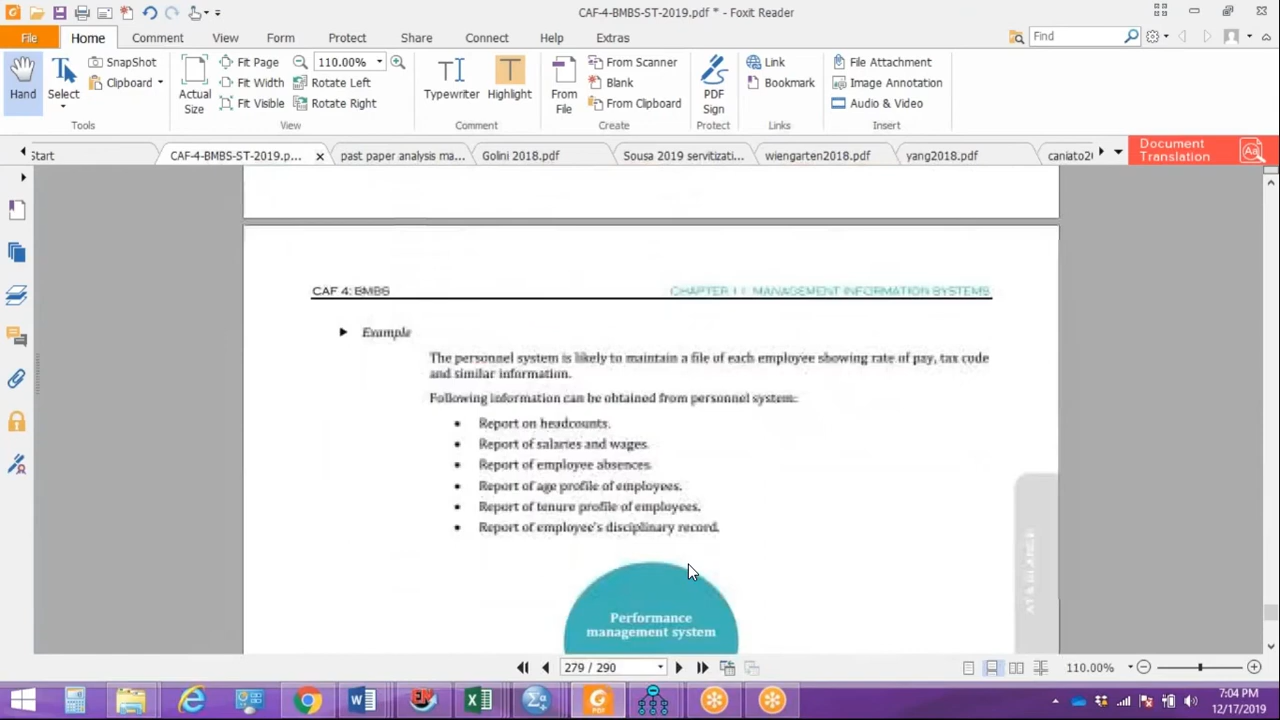 CAF-4-BMBS-ST-2019.pdf * - Foxit Reader
File Home Comment View Form Protect Share Connect Help Extras Find
Hand
Select
SnapShot
Clipboard
Tools
Actual Size
Fit Page
Fit Width
Fit Visible
110.00%
Rotate Left
Rotate Right
View
Typewriter
Highlight
Comment
From File
From Scanner
Blank
From Clipboard
Create
PDF Sign
Protect
Link
Bookmark
Links
File Attachment
Image Annotation
Audio & Video
Insert
Start CAF-4-BMBS-ST-2019.p... past paper analysis ma... Golini 2018.pdf Sousa 2019 servitizati... wiengarten2018.pdf yang2018.pdf caniato20
Document Translation
CAF 4: BMBS CHAPTER 11: MANAGEMENT INFORMATION SYSTEMS
Example
The personnel system is likely to maintain a file of each employee showing rate of pay, tax code
and similar information.
Following information can be obtained from personnel system:
• Report on headcounts.
• Report of salaries and wages.
• Report of employee absences.
• Report of age profile of employees.
• Report of tenure profile of employees.
• Report of employee's disciplinary record.
Performance
management system
AT A GLANCE
279 / 290
110.00%
7:04 PM
12/17/2019